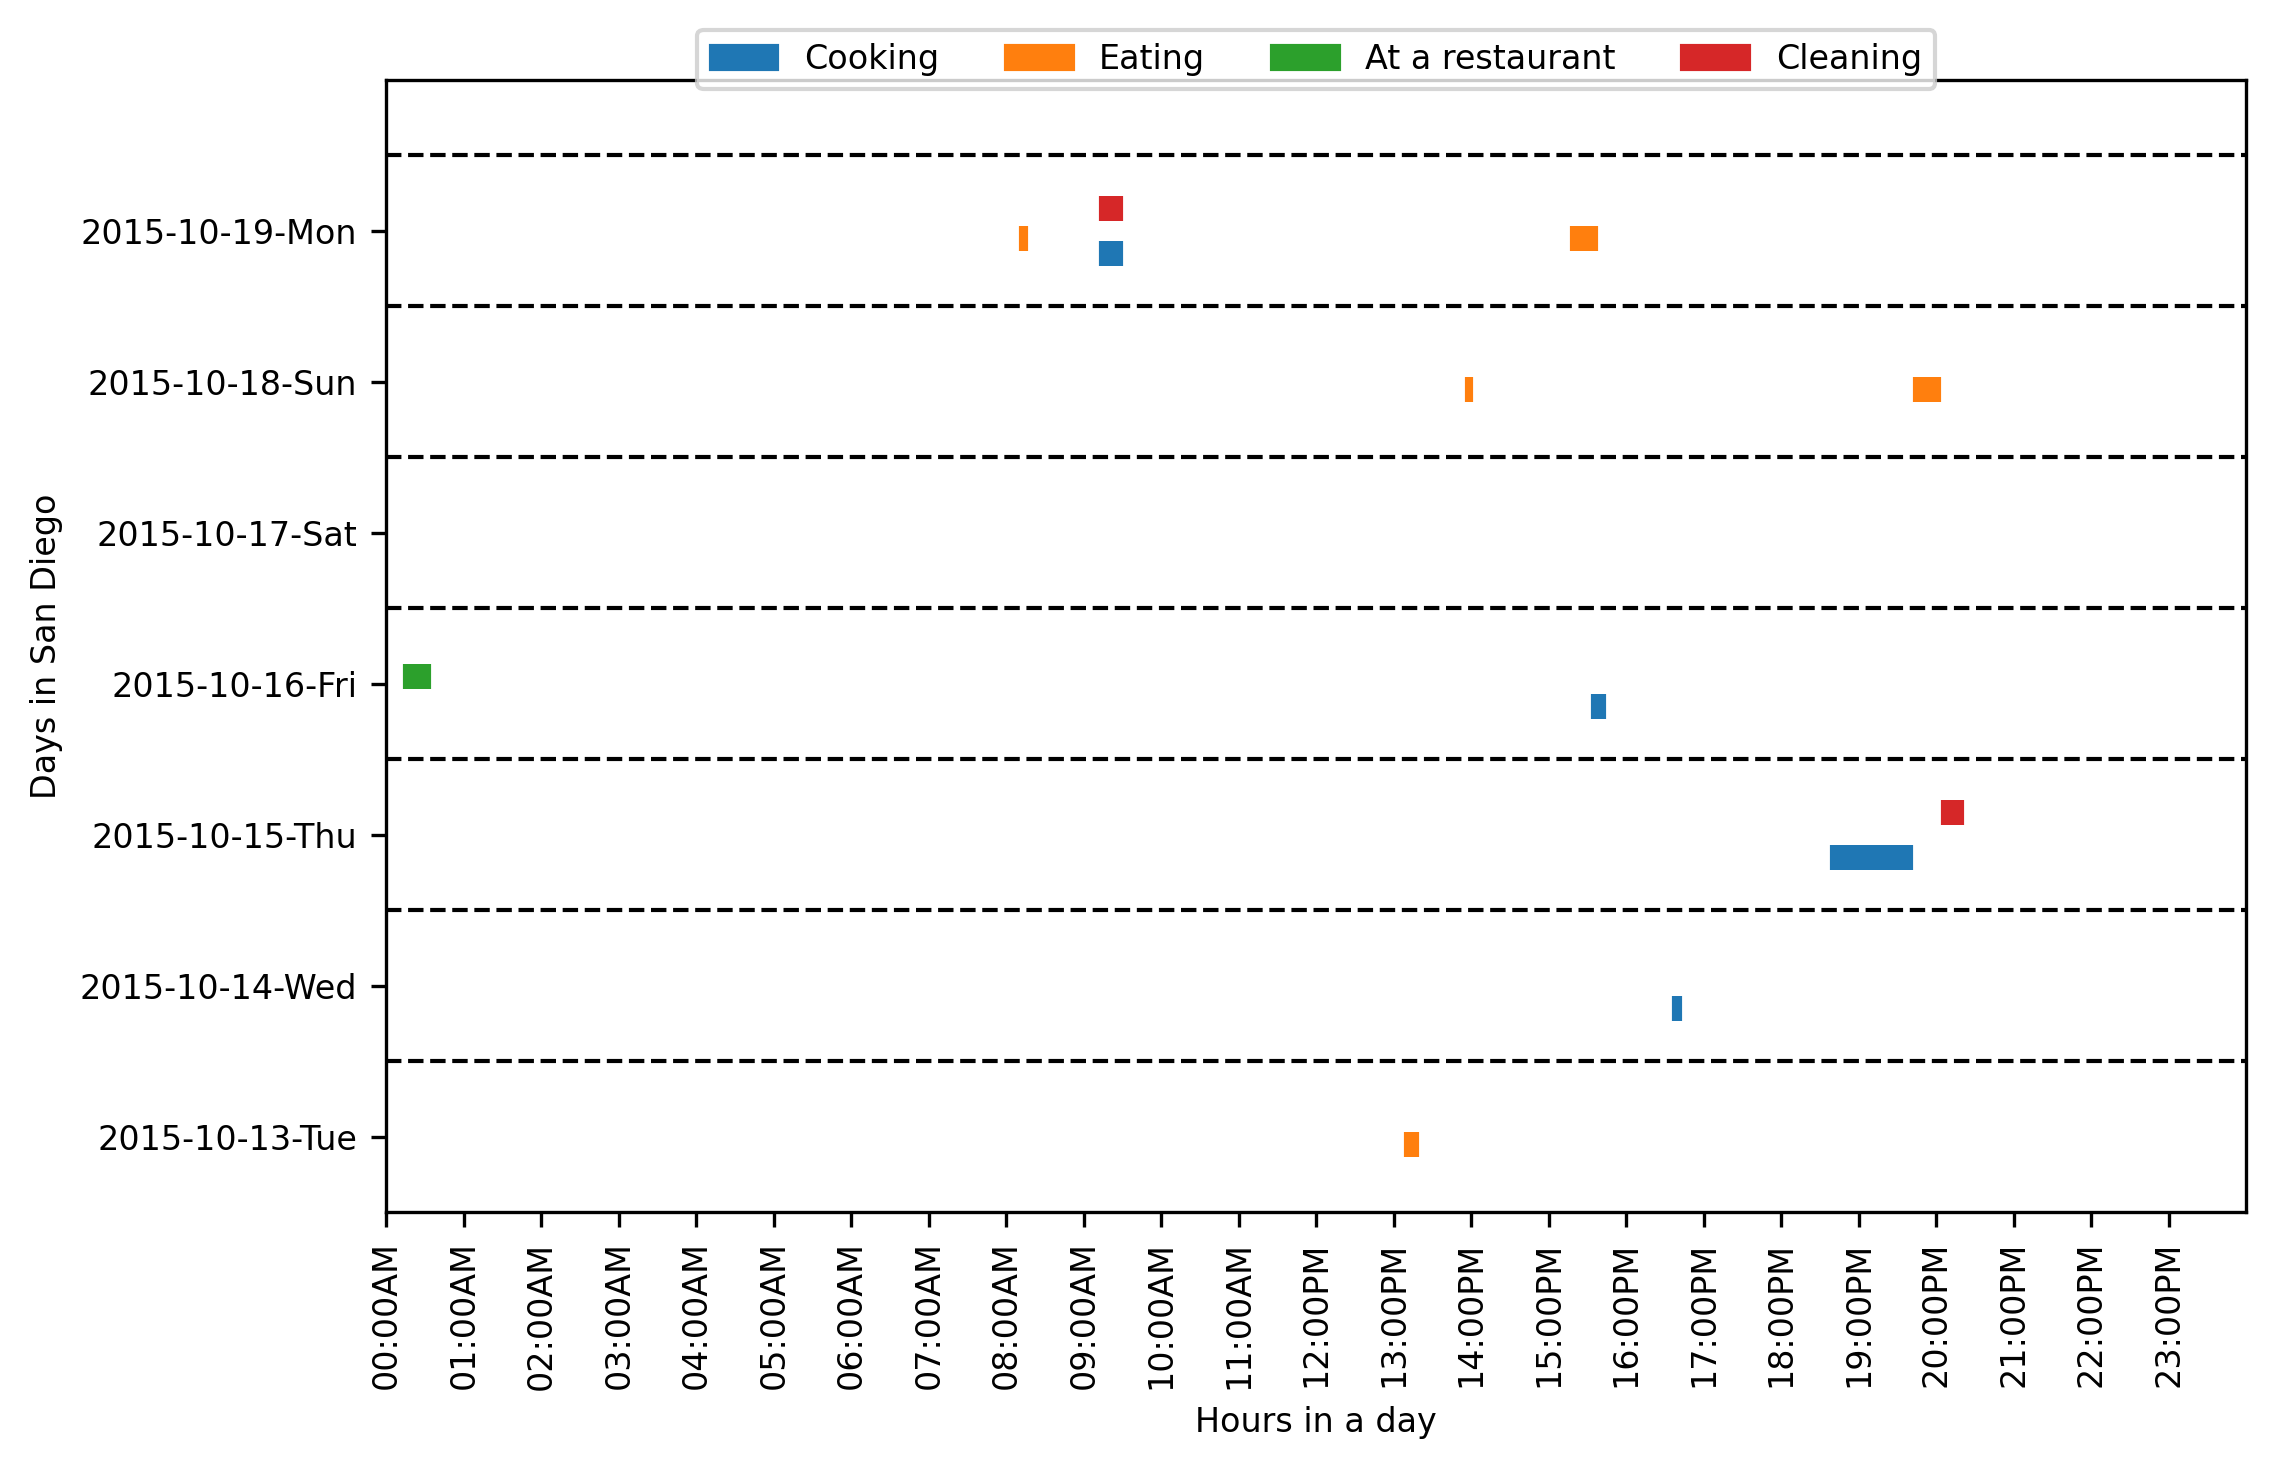 Cooking Eating At a restaurant Cleaning
Days in San Diego
2015-10-19-Mon
2015-10-18-Sun
2015-10-17-Sat
2015-10-16-Fri
2015-10-15-Thu
2015-10-14-Wed
2015-10-13-Tue
00:00AM
01:00AM
02:00AM
03:00AM
04:00AM
05:00AM
06:00AM
07:00AM
08:00AM
09:00AM
10:00AM
11:00AM
12:00PM
13:00PM
14:00PM
15:00PM
16:00PM
17:00PM
18:00PM
19:00PM
20:00PM
21:00PM
22:00PM
23:00PM
Hours in a day